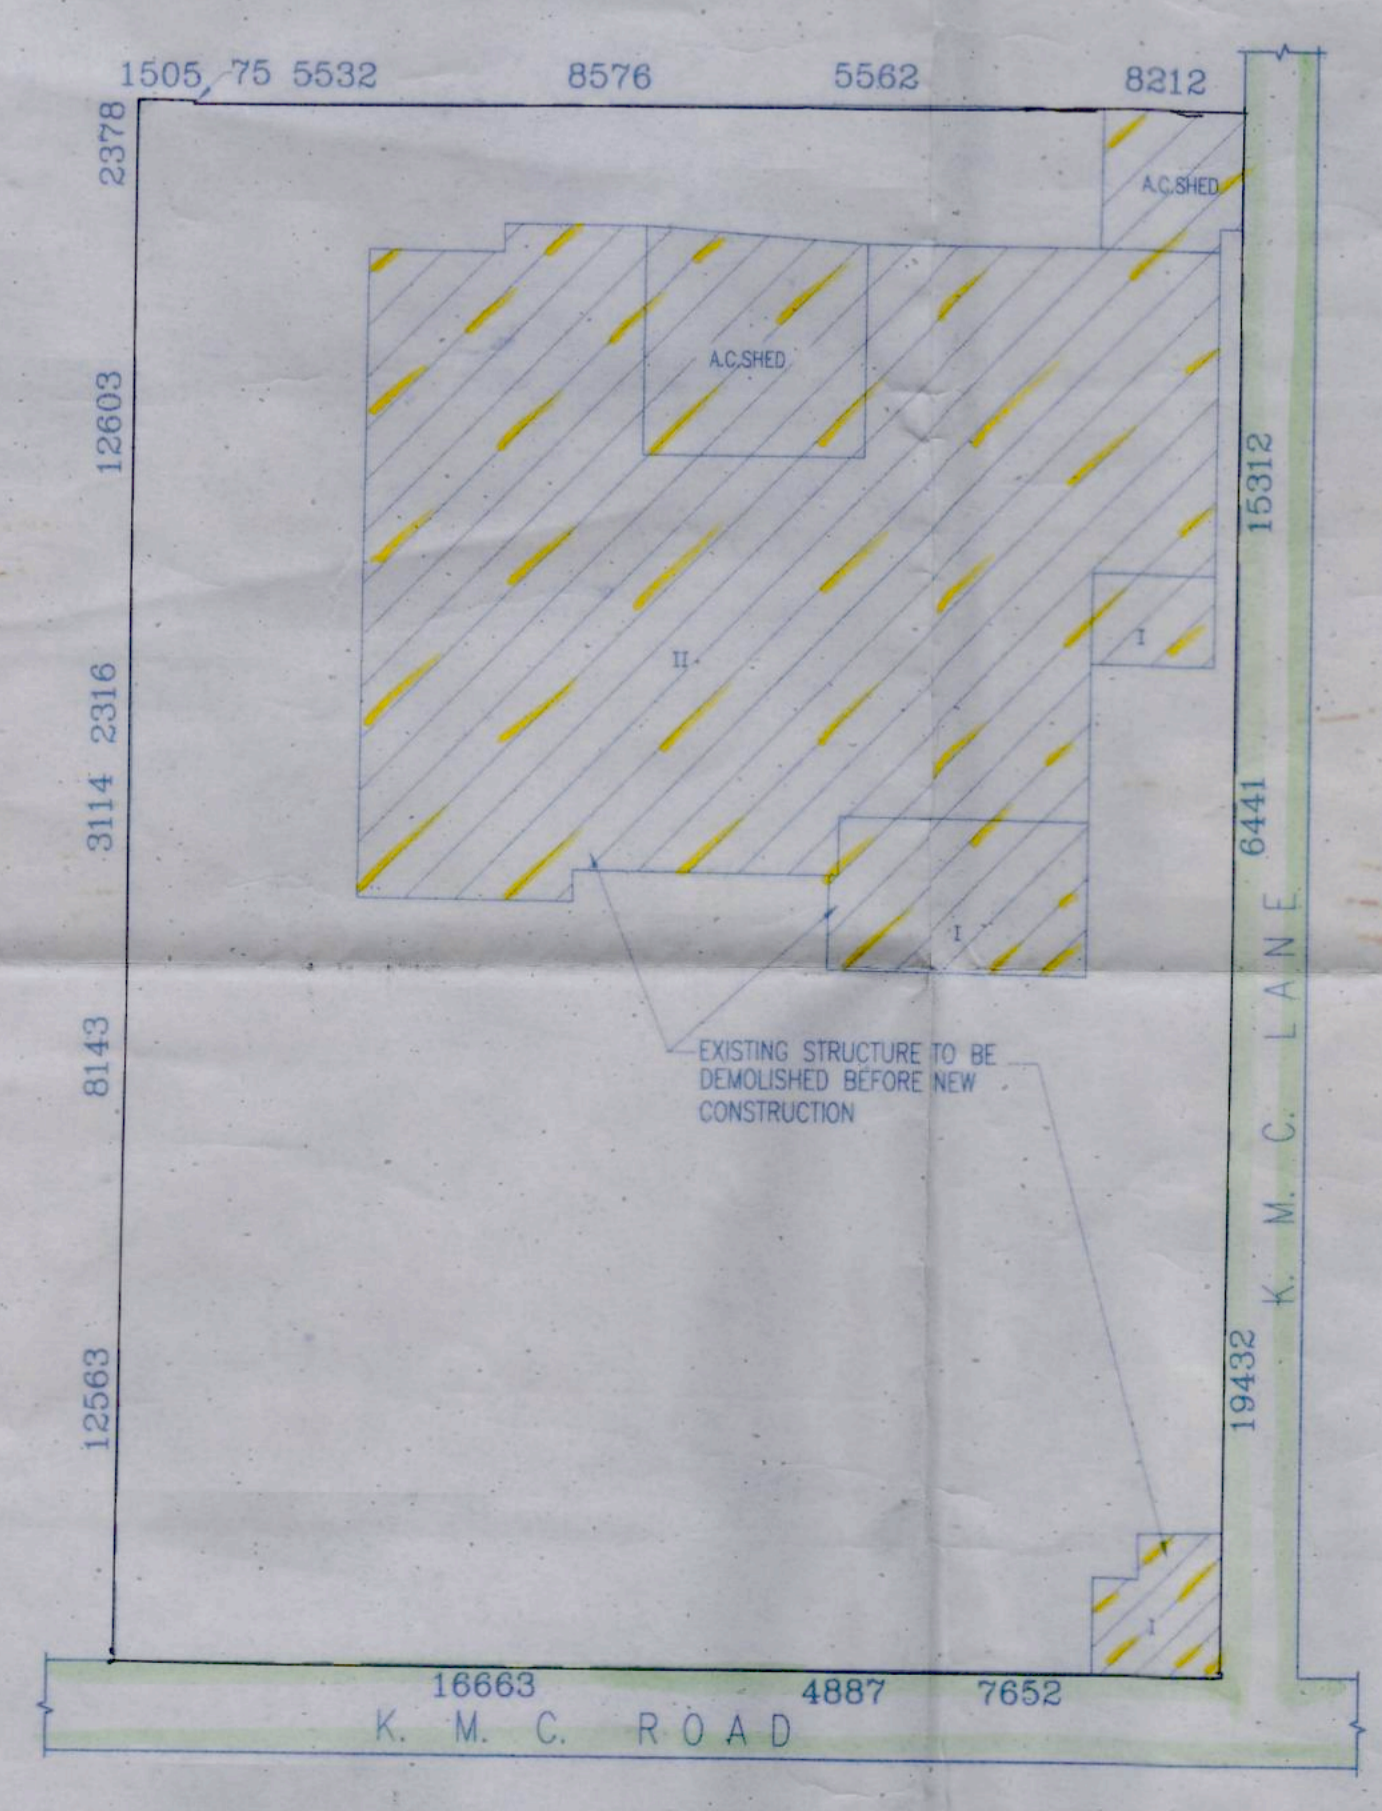 1505 75 5532 8576 5562 8212
2378
A.C.SHED
A.C.SHED
12603
15312
I
II
2316
3114
6441
I
EXISTING STRUCTURE TO BE
DEMOLISHED BEFORE NEW
CONSTRUCTION
8143
K. M. C. LANE
12563
19432
I
16663 4887 7652
K. M. C. ROAD